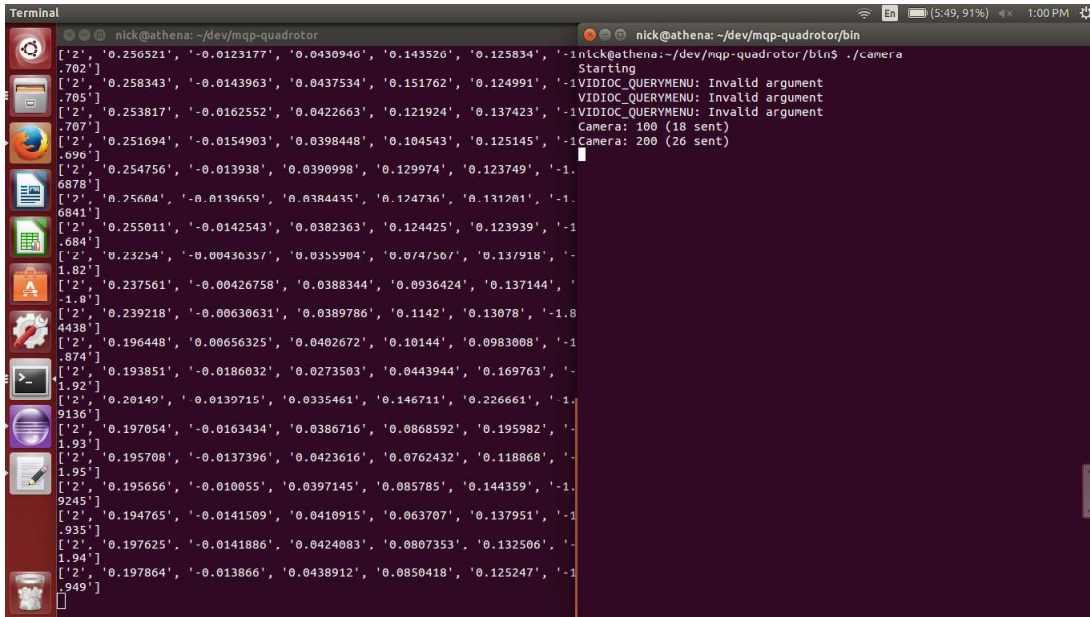 Terminal
En
(5:49, 91%)
1:00 PM
nick@athena: ~/dev/mqp-quadrotor
['2', '0.256521', '-0.0123177', '0.0430946', '0.143526', '0.125834', '-1
.702']
['2', '0.258343', '-0.0143963', '0.0437534', '0.151762', '0.124991', '-1
.705']
['2', '0.253817', '-0.0162552', '0.0422663', '0.121924', '0.137423', '-1
.707']
['2', '0.251694', '-0.0154903', '0.0398448', '0.104543', '0.125145', '-1
.696']
['2', '0.254756', '-0.013938', '0.0390998', '0.129974', '0.123749', '-1.
6878']
['2', '0.25604', '-0.0139659', '0.0384435', '0.124736', '0.131201', '-1.
6841']
['2', '0.255011', '-0.0142543', '0.0382363', '0.124425', '0.123939', '-1
.684']
['2', '0.23254', '-0.00436357', '0.0355904', '0.0747567', '0.137918', '-
1.82']
['2', '0.237561', '-0.00426758', '0.0388344', '0.0936424', '0.137144', '
-1.8']
['2', '0.239218', '-0.00630631', '0.0389786', '0.1142', '0.13078', '-1.8
4438']
['2', '0.196448', '0.00656325', '0.0402672', '0.10144', '0.0983008', '-1
.874']
['2', '0.193851', '-0.0186032', '0.0273503', '0.0443944', '0.169763', '-
1.92']
['2', '0.20149', '-0.0139715', '0.0335461', '0.146711', '0.226661', '-1.
9136']
['2', '0.197054', '-0.0163434', '0.0386716', '0.0868592', '0.195982', '-
1.93']
['2', '0.195708', '-0.0137396', '0.0423616', '0.0762432', '0.118868', '-
1.95']
['2', '0.195656', '-0.010055', '0.0397145', '0.085785', '0.144359', '-1.
9245']
['2', '0.194765', '-0.0141509', '0.0410915', '0.063707', '0.137951', '-1
.935']
['2', '0.197625', '-0.0141886', '0.0424083', '0.0807353', '0.132506', '-
1.94']
['2', '0.197864', '-0.013866', '0.0438912', '0.0850418', '0.125247', '-1
.949']
nick@athena: ~/dev/mqp-quadrotor/bin
nick@athena:~/dev/mqp-quadrotor/bin$ ./camera
Starting
VIDIOC_QUERYMENU: Invalid argument
VIDIOC_QUERYMENU: Invalid argument
VIDIOC_QUERYMENU: Invalid argument
Camera: 100 (18 sent)
Camera: 200 (26 sent)